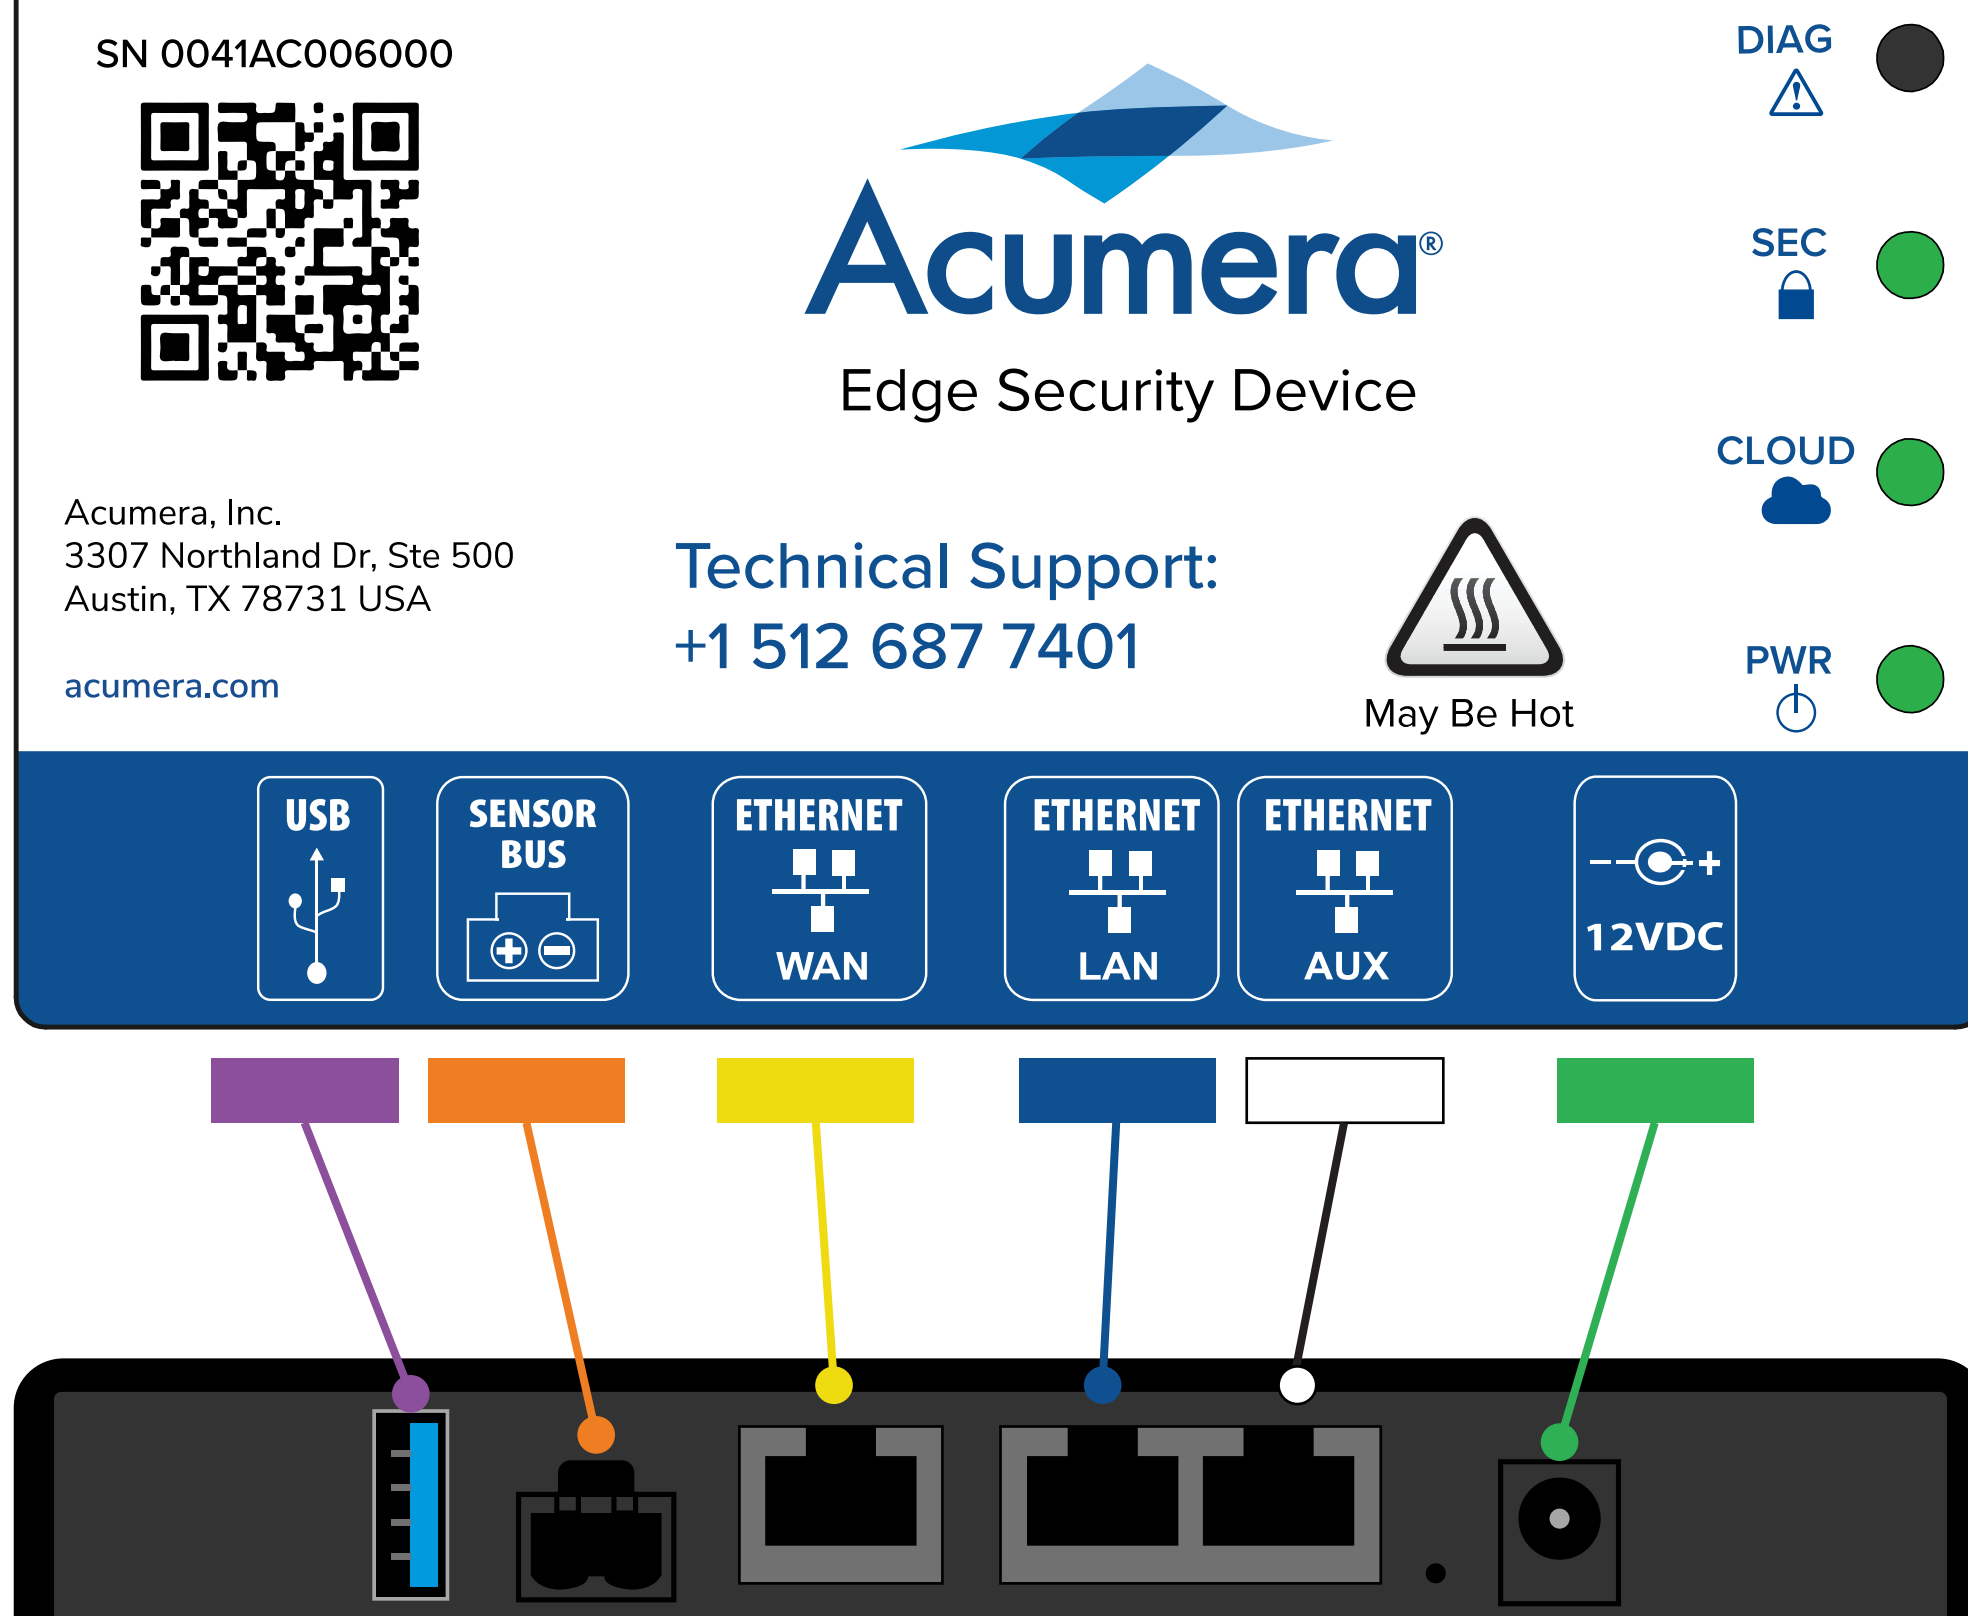 SN 0041AC006000
Acumera®
Edge Security Device
DIAG
SEC
CLOUD
PWR
Acumera, Inc.
3307 Northland Dr, Ste 500
Austin, TX 78731 USA
acumera.com
Technical Support:
+1 512 687 7401
May Be Hot
USB
SENSOR
BUS
ETHERNET
WAN
ETHERNET
LAN
ETHERNET
AUX
12VDC